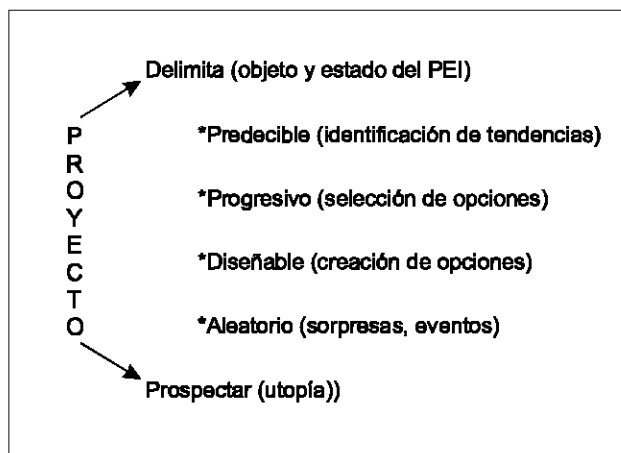 Delimita (objeto y estado del PEI)
PROYECTO
*Predecible (identificación de tendencias)
*Progresivo (selección de opciones)
*Diseñable (creación de opciones)
*Aleatorio (sorpresas, eventos)
Prospectar (utopía))